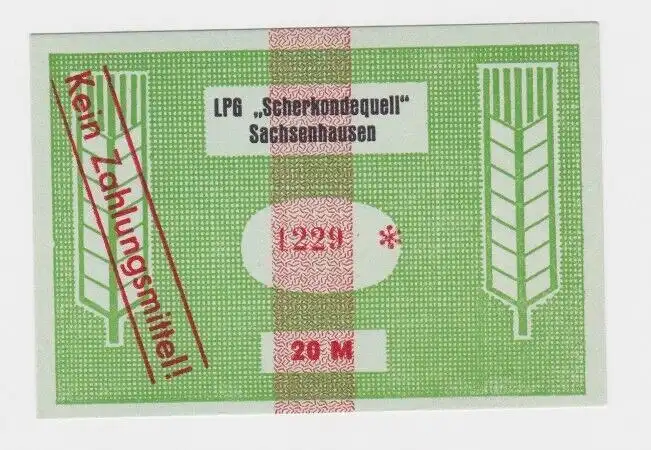 LPG „Scherkondequell“
Sachsenhausen
Kein Zahlungsmittel!!
1229 *
20 M